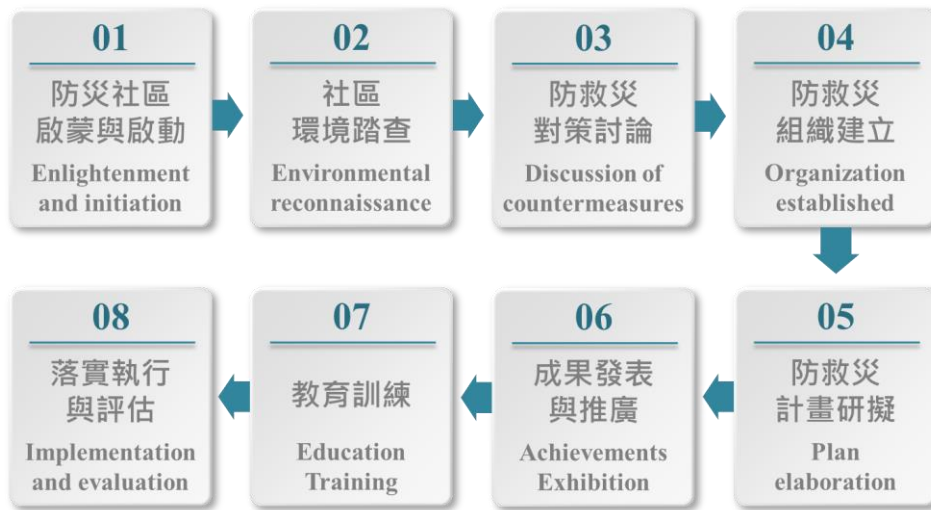 01
防災社區
啟蒙與啟動
Enlightenment
and initiation
02
社區
環境踏查
Environmental
reconnaissance
03
防救災
對策討論
Discussion of
countermeasures
04
防救災
組織建立
Organization
established
05
防救災
計畫研擬
Plan
elaboration
06
成果發表
與推廣
Achievements
Exhibition
07
教育訓練
Education
Training
08
落實執行
與評估
Implementation
and evaluation